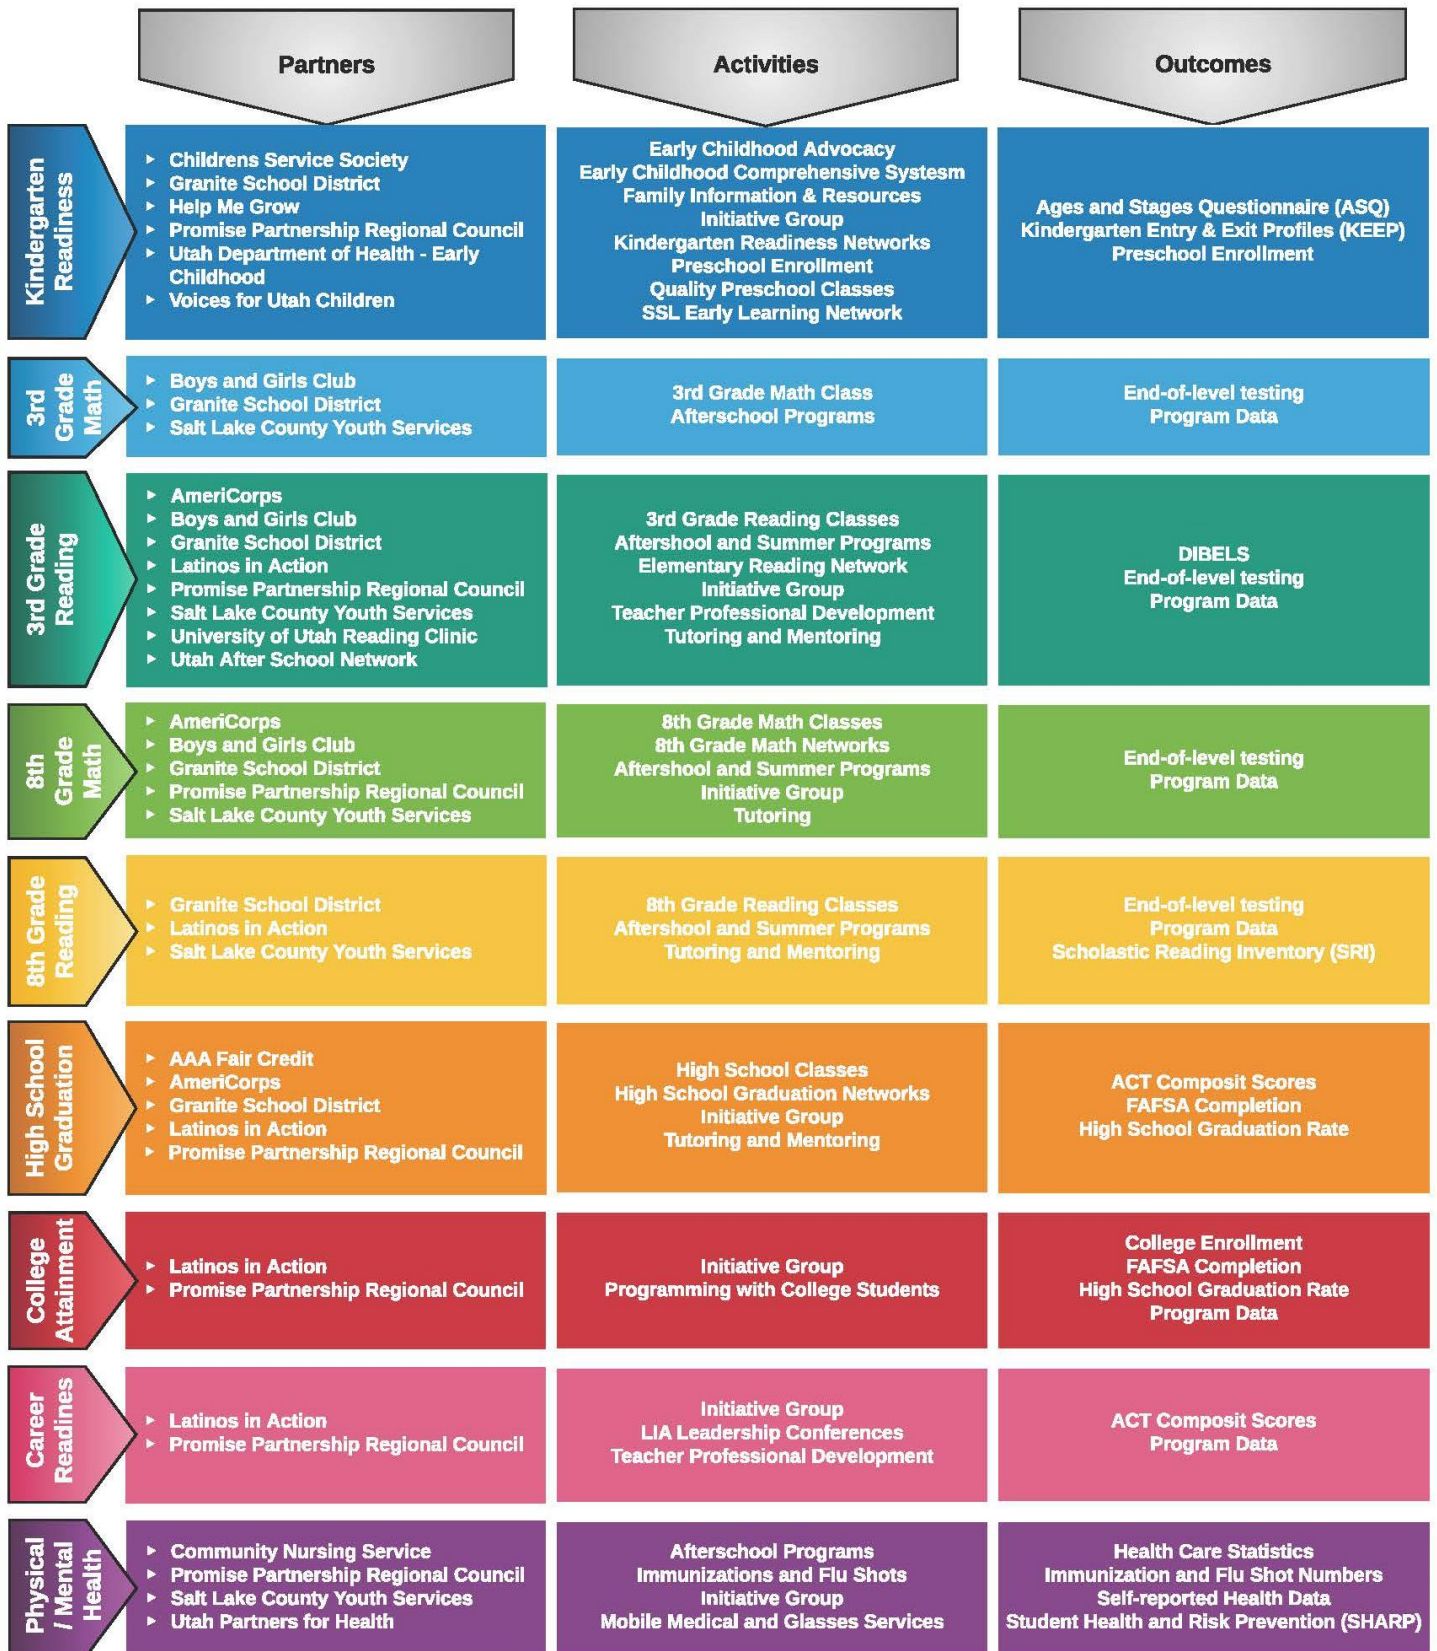 Partners
Activities
Outcomes
Kindergarten
Readiness
Childrens Service Society
Granite School District
Help Me Grow
Promise Partnership Regional Council
Utah Department of Health - Early
Childhood
Voices for Utah Children
Early Childhood Advocacy
Early Childhood Comprehensive Systesm
Family Information & Resources
Initiative Group
Kindergarten Readiness Networks
Preschool Enrollment
Quality Preschool Classes
SSL Early Learning Network
Ages and Stages Questionnaire (ASQ)
Kindergarten Entry & Exit Profiles (KEEP)
Preschool Enrollment
3rd
Grade
Math
Boys and Girls Club
Granite School District
Salt Lake County Youth Services
3rd Grade Math Class
Afterschool Programs
End-of-level testing
Program Data
3rd Grade
Reading
AmeriCorps
Boys and Girls Club
Granite School District
Latinos in Action
Promise Partnership Regional Council
Salt Lake County Youth Services
University of Utah Reading Clinic
Utah After School Network
3rd Grade Reading Classes
Aftershool and Summer Programs
Elementary Reading Network
Initiative Group
Teacher Professional Development
Tutoring and Mentoring
DIBELS
End-of-level testing
Program Data
8th
Grade
Math
AmeriCorps
Boys and Girls Club
Granite School District
Promise Partnership Regional Council
Salt Lake County Youth Services
8th Grade Math Classes
8th Grade Math Networks
Aftershool and Summer Programs
Initiative Group
Tutoring
End-of-level testing
Program Data
8th Grade
Reading
Granite School District
Latinos in Action
Salt Lake County Youth Services
8th Grade Reading Classes
Aftershool and Summer Programs
Tutoring and Mentoring
End-of-level testing
Program Data
Scholastic Reading Inventory (SRI)
High School
Graduation
AAA Fair Credit
AmeriCorps
Granite School District
Latinos in Action
Promise Partnership Regional Council
High School Classes
High School Graduation Networks
Initiative Group
Tutoring and Mentoring
ACT Composit Scores
FAFSA Completion
High School Graduation Rate
College
Attainment
Latinos in Action
Promise Partnership Regional Council
Initiative Group
Programming with College Students
College Enrollment
FAFSA Completion
High School Graduation Rate
Program Data
Career
Readines
Latinos in Action
Promise Partnership Regional Council
Initiative Group
LIA Leadership Conferences
Teacher Professional Development
ACT Composit Scores
Program Data
Physical
/ Mental
Health
Community Nursing Service
Promise Partnership Regional Council
Salt Lake County Youth Services
Utah Partners for Health
Afterschool Programs
Immunizations and Flu Shots
Initiative Group
Mobile Medical and Glasses Services
Health Care Statistics
Immunization and Flu Shot Numbers
Self-reported Health Data
Student Health and Risk Prevention (SHARP)